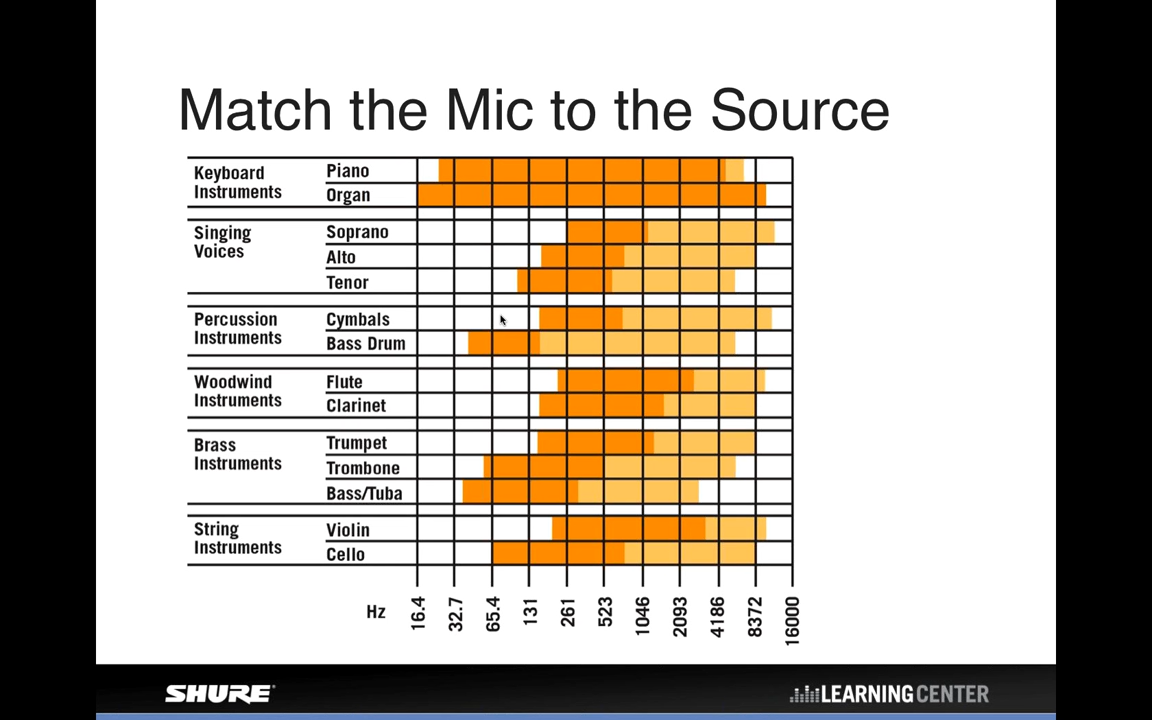 Match the Mic to the Source
Keyboard
Instruments
Piano
Organ
Singing
Voices
Soprano
Alto
Tenor
Percussion
Instruments
Cymbals
Bass Drum
Woodwind
Instruments
Flute
Clarinet
Brass
Instruments
Trumpet
Trombone
Bass/Tuba
String
Instruments
Violin
Cello
Hz
16.4
32.7
65.4
131
261
523
1046
2093
4186
8372
16000
SHURE
LEARNING CENTER